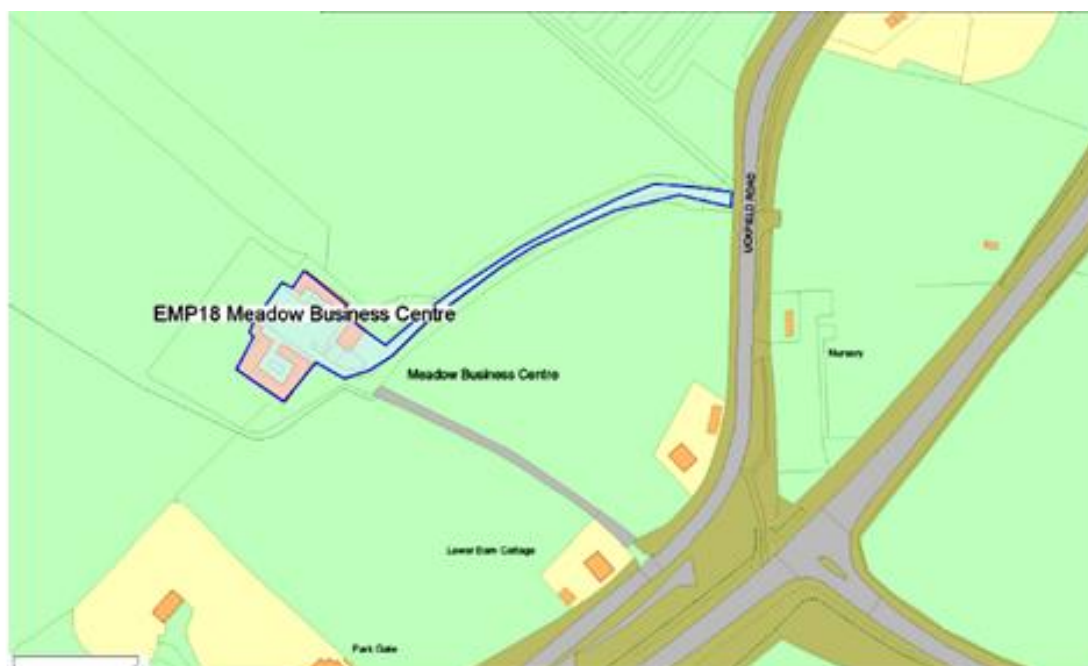 UCKFIELD ROAD
EMP18 Meadow Business Centre
Nursery
Meadow Business Centre
Lower Barn Cottage
Park Gate